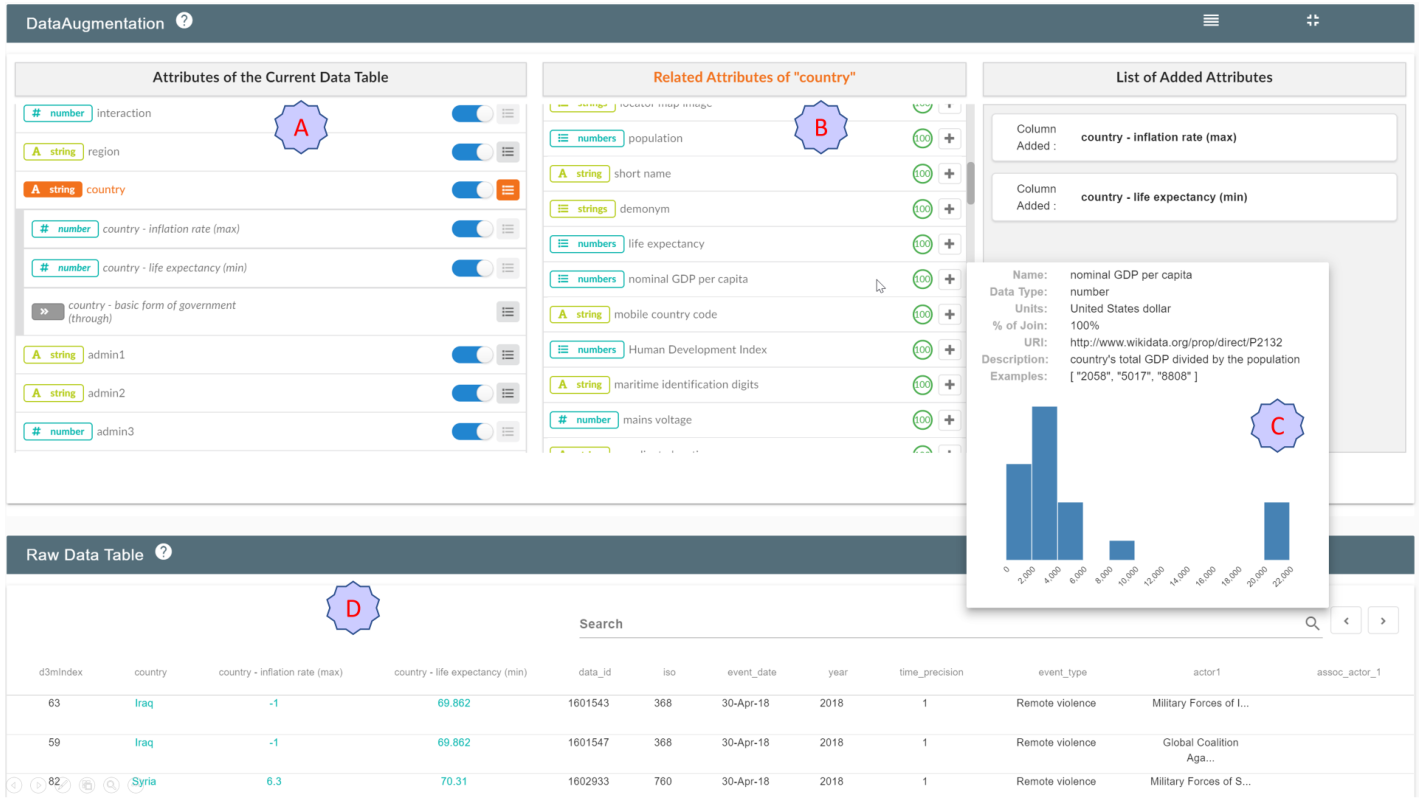 DataAugmentation ?
Attributes of the Current Data Table
# number interaction
A string region
A string country
# number country - inflation rate (max)
# number country - life expectancy (min)
» country - basic form of government
(through)
A string admin1
A string admin2
# number admin3
A
Related Attributes of "country"
strings locator map image
numbers population 100 +
A string short name 100 +
strings demonym 100 +
numbers life expectancy 100 +
numbers nominal GDP per capita 100 +
A string mobile country code 100 +
numbers Human Development Index 100 +
A string maritime identification digits 100 +
# number mains voltage 100 +
B
List of Added Attributes
Column
Added :
country - inflation rate (max)
Column
Added :
country - life expectancy (min)
Name: nominal GDP per capita
Data Type: number
Units: United States dollar
% of Join: 100%
URI: http://www.wikidata.org/prop/direct/P2132
Description: country's total GDP divided by the population
Examples: [ "2058", "5017", "8808" ]
C
0 2,000 4,000 6,000 8,000 10,000 12,000 14,000 16,000 18,000 20,000 22,000
Raw Data Table ?
D
Search
d3mIndex country country - inflation rate (max) country - life expectancy (min) data_id iso event_date year time_precision event_type actor1 assoc_actor_1
63 Iraq -1 69.862 1601543 368 30-Apr-18 2018 1 Remote violence Military Forces of I...
59 Iraq -1 69.862 1601547 368 30-Apr-18 2018 1 Remote violence Global Coalition
Aga...
82 Syria 6.3 70.31 1602933 760 30-Apr-18 2018 1 Remote violence Military Forces of S...